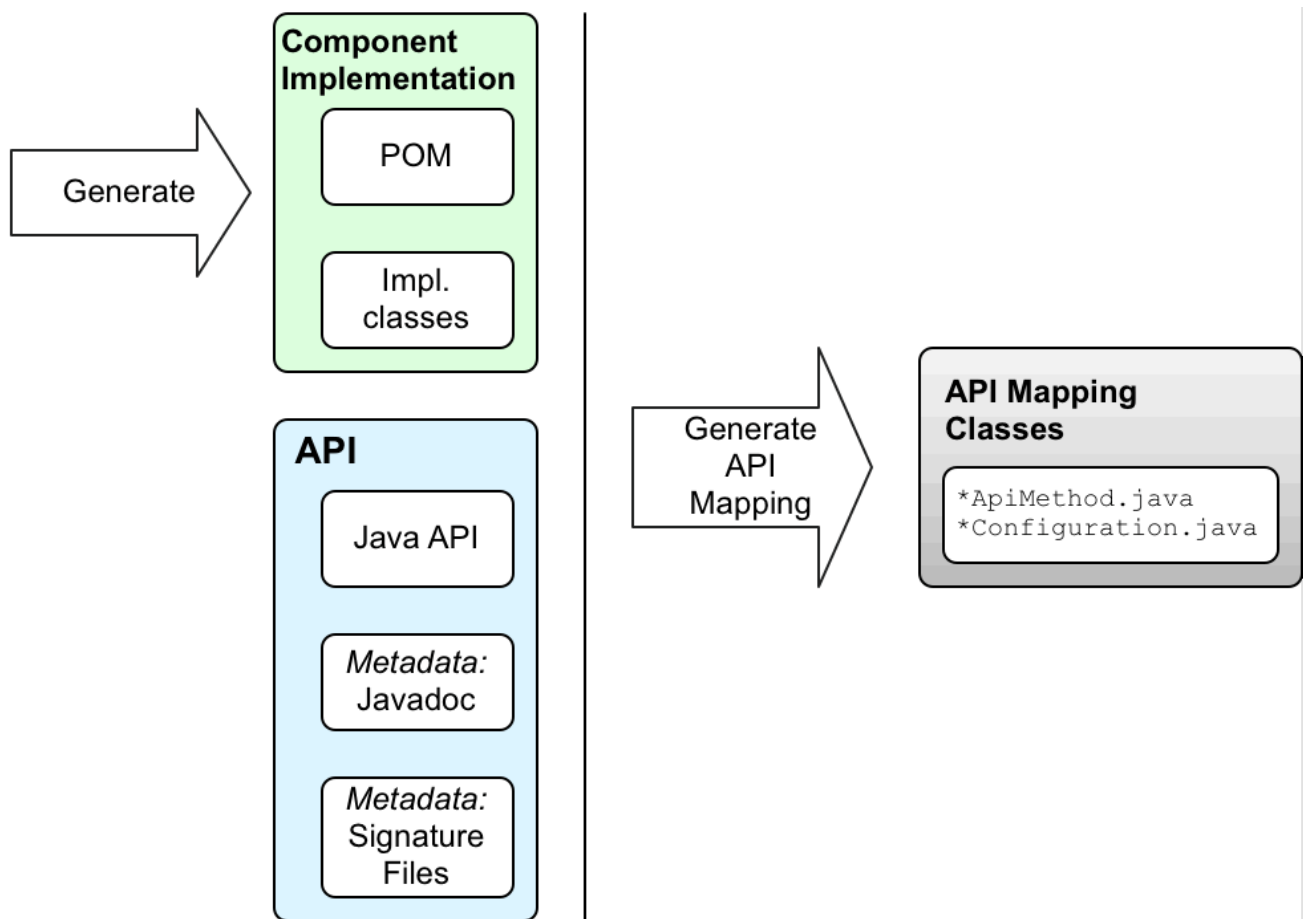 Generate
Component
Implementation
POM
Impl.
classes
API
Java API
Metadata:
Javadoc
Metadata:
Signature
Files
Generate
API
Mapping
API Mapping
Classes
*ApiMethod.java
*Configuration.java